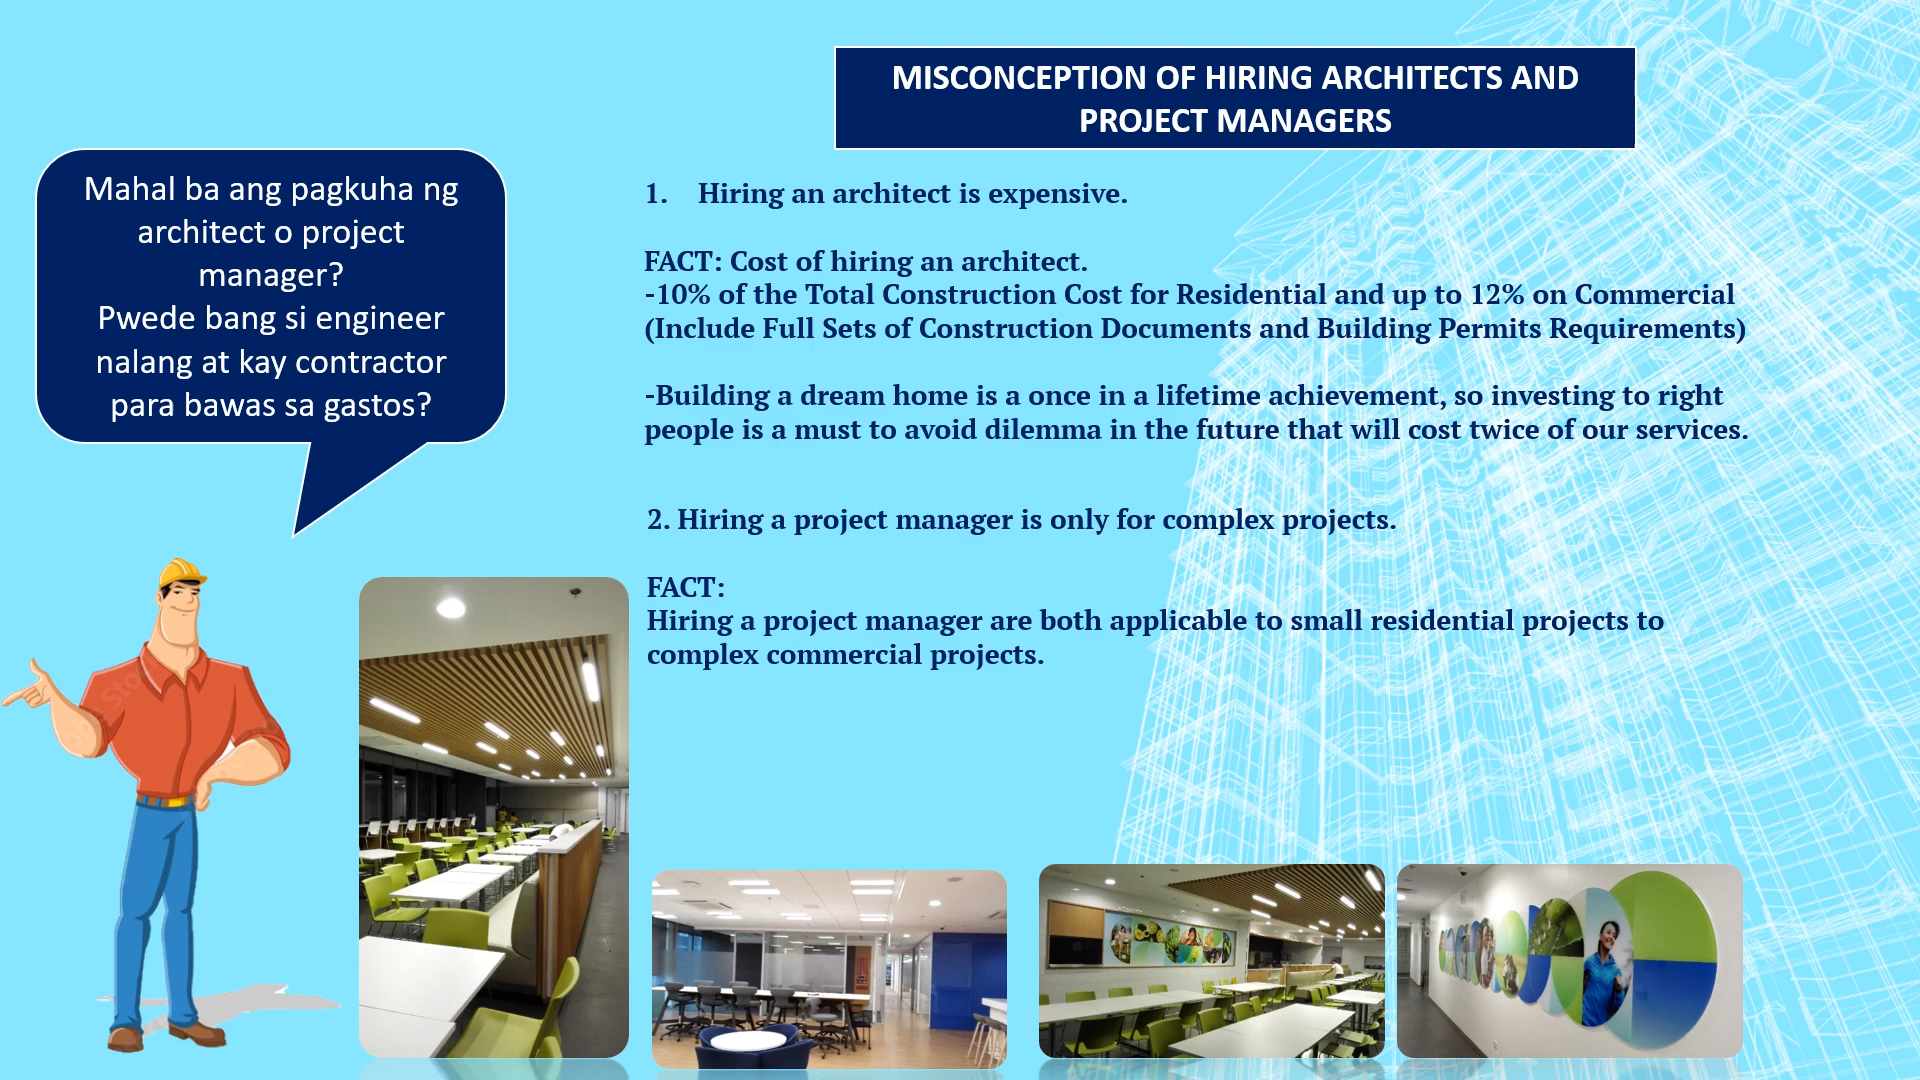 MISCONCEPTION OF HIRING ARCHITECTS AND
PROJECT MANAGERS
Mahal ba ang pagkuha ng
architect o project
manager?
Pwede bang si engineer
nalang at kay contractor
para bawas sa gastos?
1. Hiring an architect is expensive.
FACT: Cost of hiring an architect.
-10% of the Total Construction Cost for Residential and up to 12% on Commercial
(Include Full Sets of Construction Documents and Building Permits Requirements)
-Building a dream home is a once in a lifetime achievement, so investing to right
people is a must to avoid dilemma in the future that will cost twice of our services.
2. Hiring a project manager is only for complex projects.
FACT:
Hiring a project manager are both applicable to small residential projects to
complex commercial projects.